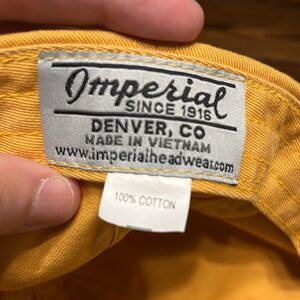 Imperial
SINCE 1916
DENVER, CO
MADE IN VIETNAM
www.imperialheadwear.com
100% COTTON